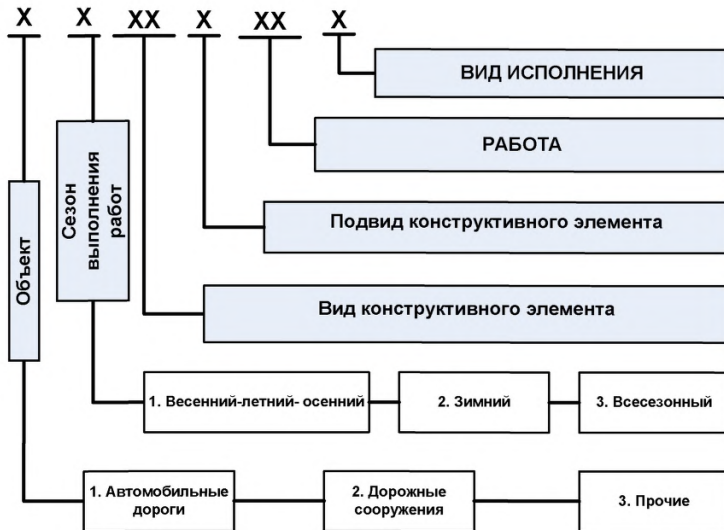 X X XX X XX X
ВИД ИСПОЛНЕНИЯ
РАБОТА
Подвид конструктивного элемента
Вид конструктивного элемента
Сезон
выполнения
работ
Объект
1. Весенний-летний- осенний
2. Зимний
3. Всесезонный
1. Автомобильные
дороги
2. Дорожные
сооружения
3. Прочие